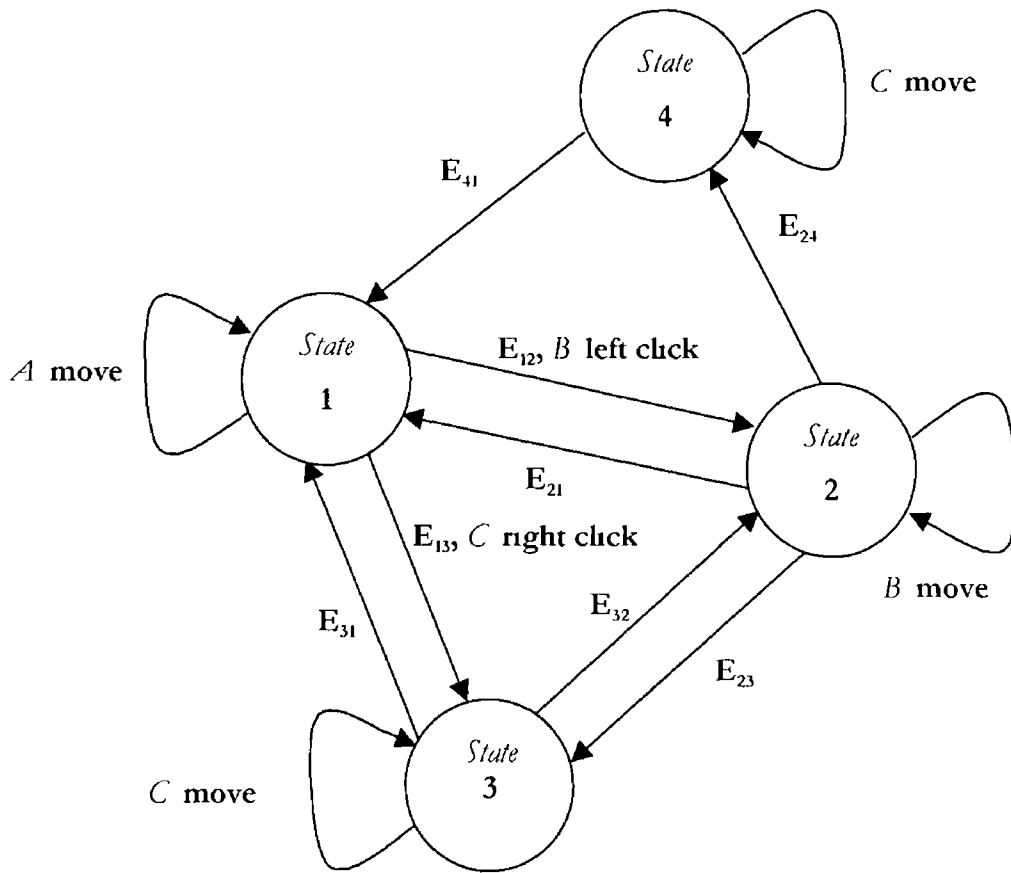 State
4
C move
E₄₁
E₂₄
State
1
A move
E₁₂, B left click
State
2
E₂₁
E₁₃, C right click
B move
E₃₂
E₃₁
E₂₃
State
3
C move